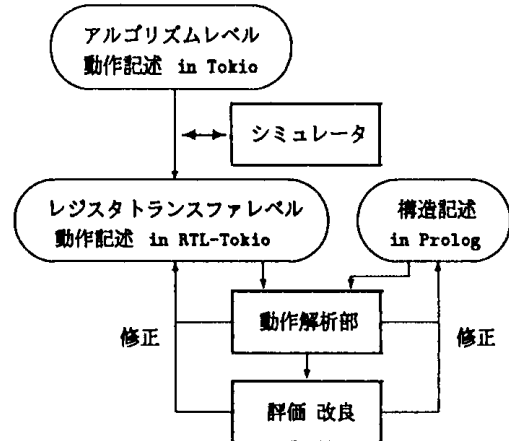 アルゴリズムレベル
動作記述 in Tokio
シミュレータ
レジスタトランスファレベル
動作記述 in RTL-Tokio
構造記述
in Prolog
動作解析部
修正
修正
評価 改良